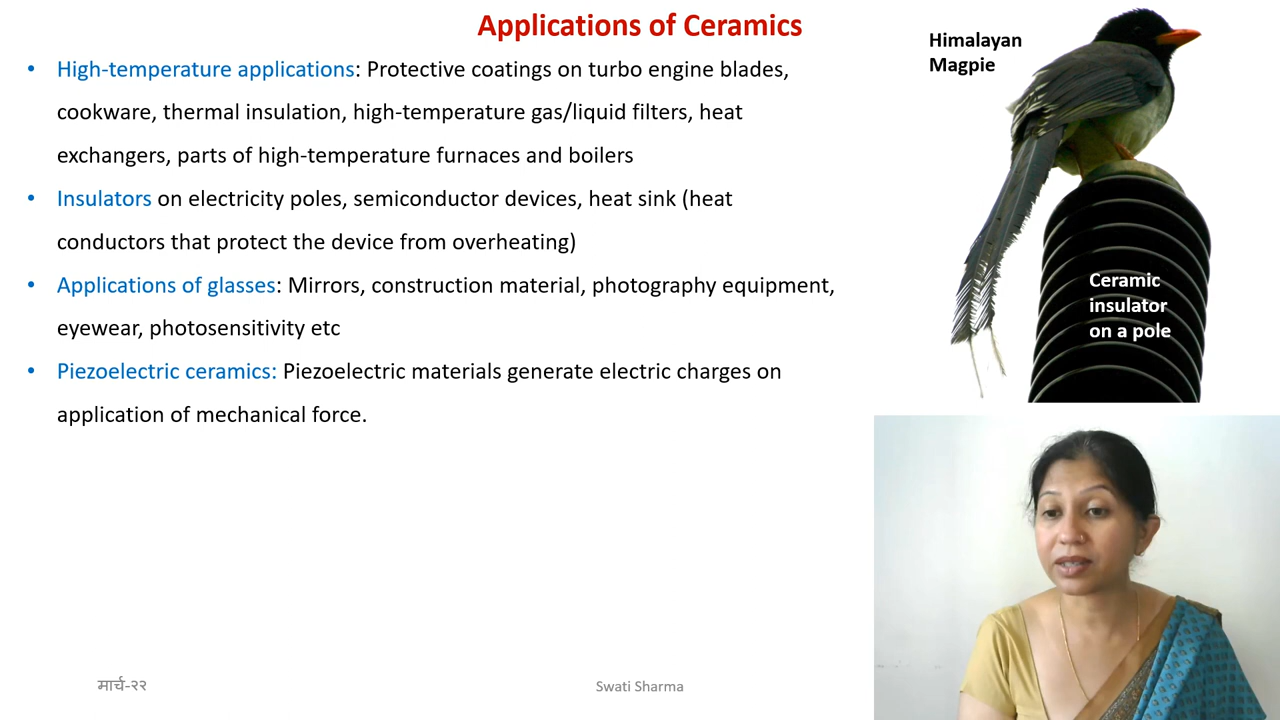 Applications of Ceramics
• High-temperature applications: Protective coatings on turbo engine blades,
cookware, thermal insulation, high-temperature gas/liquid filters, heat
exchangers, parts of high-temperature furnaces and boilers
• Insulators on electricity poles, semiconductor devices, heat sink (heat
conductors that protect the device from overheating)
• Applications of glasses: Mirrors, construction material, photography equipment,
eyewear, photosensitivity etc
• Piezoelectric ceramics: Piezoelectric materials generate electric charges on
application of mechanical force.
Himalayan
Magpie
Ceramic
insulator
on a pole
मार्च-२२
Swati Sharma